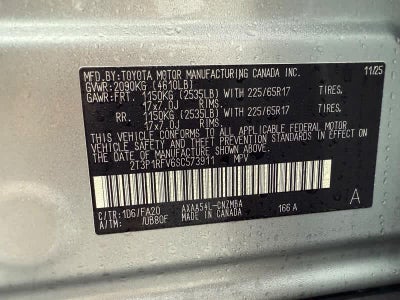 MFD.BY:TOYOTA MOTOR MANUFACTURING CANADA INC. 11/25
GVWR:2090KG (4610LB)
GAWR:FRT. 1150KG (2535LB) WITH 225/65R17 TIRES,
17x7.0J RIMS,
RR. 1150KG (2535LB) WITH 225/65R17 TIRES,
17x7.0J RIMS,
THIS VEHICLE CONFORMS TO ALL APPLICABLE FEDERAL MOTOR
VEHICLE SAFETY AND THEFT PREVENTION STANDARDS
IN EFFECT ON THE DATE OF MANUFACTURE SHOWN ABOVE.
2T3P1RFV6SC573911 MPV
C/TR:1D6/FA20 AXAA54L-CNZMBA
A/TM: /UB80F MADE IN CANADA 166A A